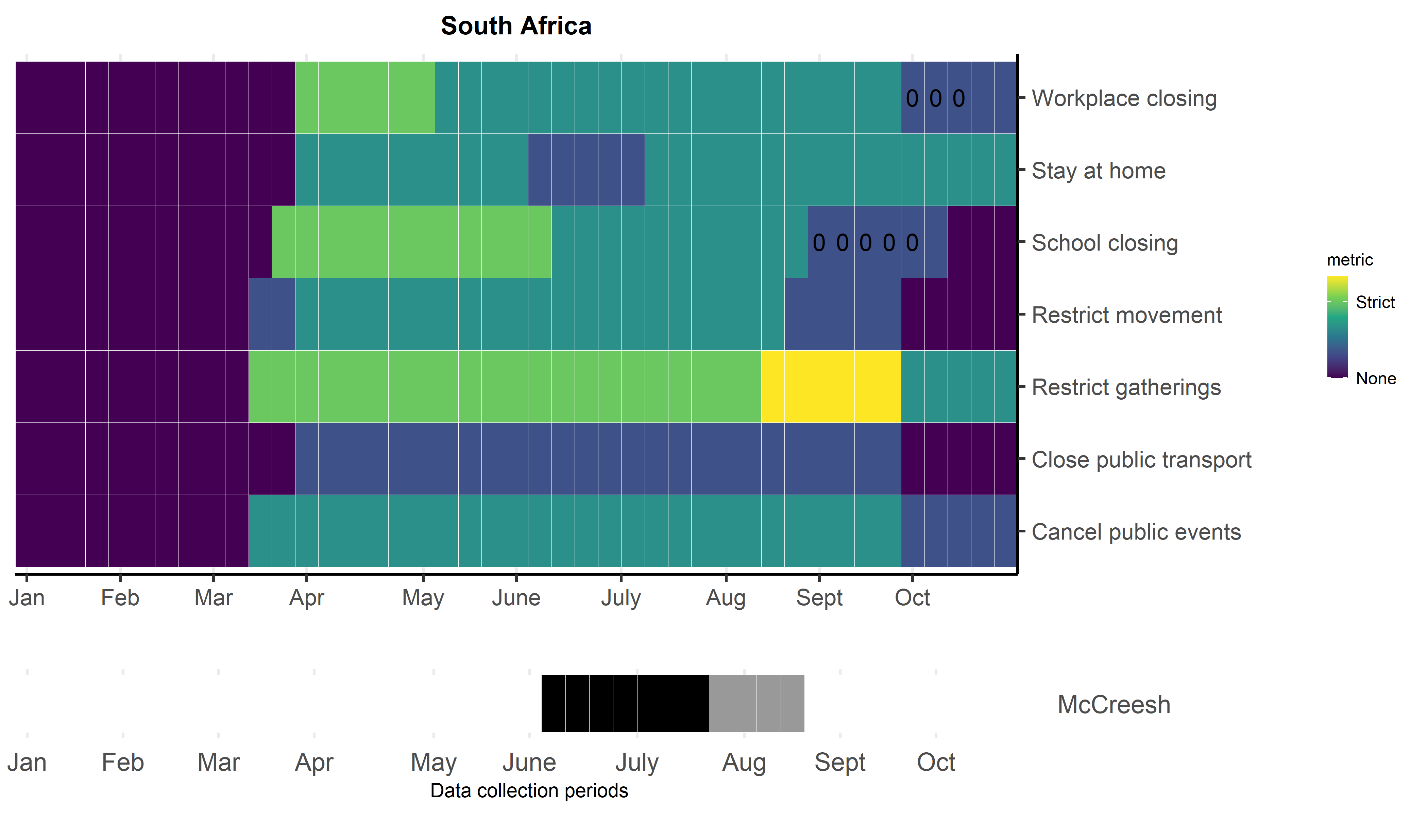 South Africa
0 0 0
Workplace closing
Stay at home
0 0 0 0 0
School closing
Restrict movement
Restrict gatherings
Close public transport
Cancel public events
metric
Strict
None
Jan Feb Mar Apr May June July Aug Sept Oct
McCreesh
Jan Feb Mar Apr May June July Aug Sept Oct
Data collection periods